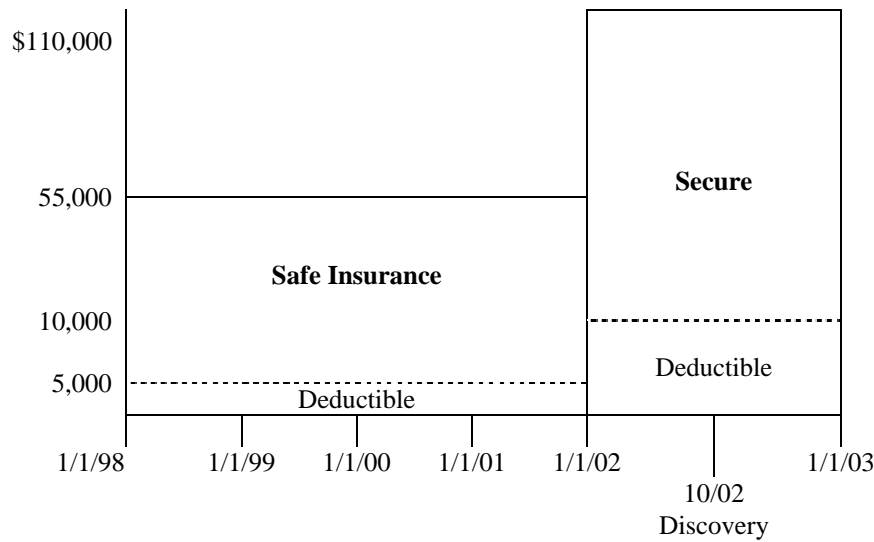 $110,000
Secure
55,000
Safe Insurance
10,000
Deductible
5,000
Deductible
1/1/98 1/1/99 1/1/00 1/1/01 1/1/02 1/1/03
10/02
Discovery